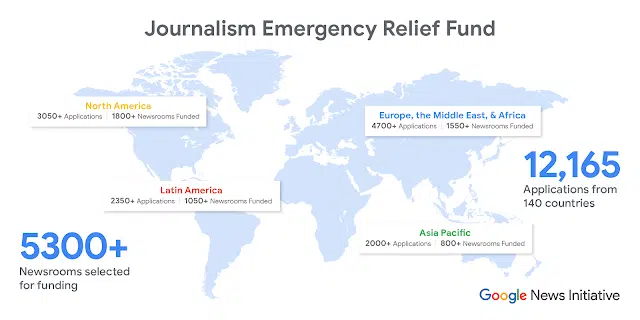 Journalism Emergency Relief Fund
North America
3050+ Applications | 1800+ Newsrooms Funded
Europe, the Middle East, & Africa
4700+ Applications | 1550+ Newsrooms Funded
12,165
Applications from
140 countries
Latin America
2350+ Applications | 1050+ Newsrooms Funded
Asia Pacific
2000+ Applications | 800+ Newsrooms Funded
5300+
Newsrooms selected
for funding
Google News Initiative